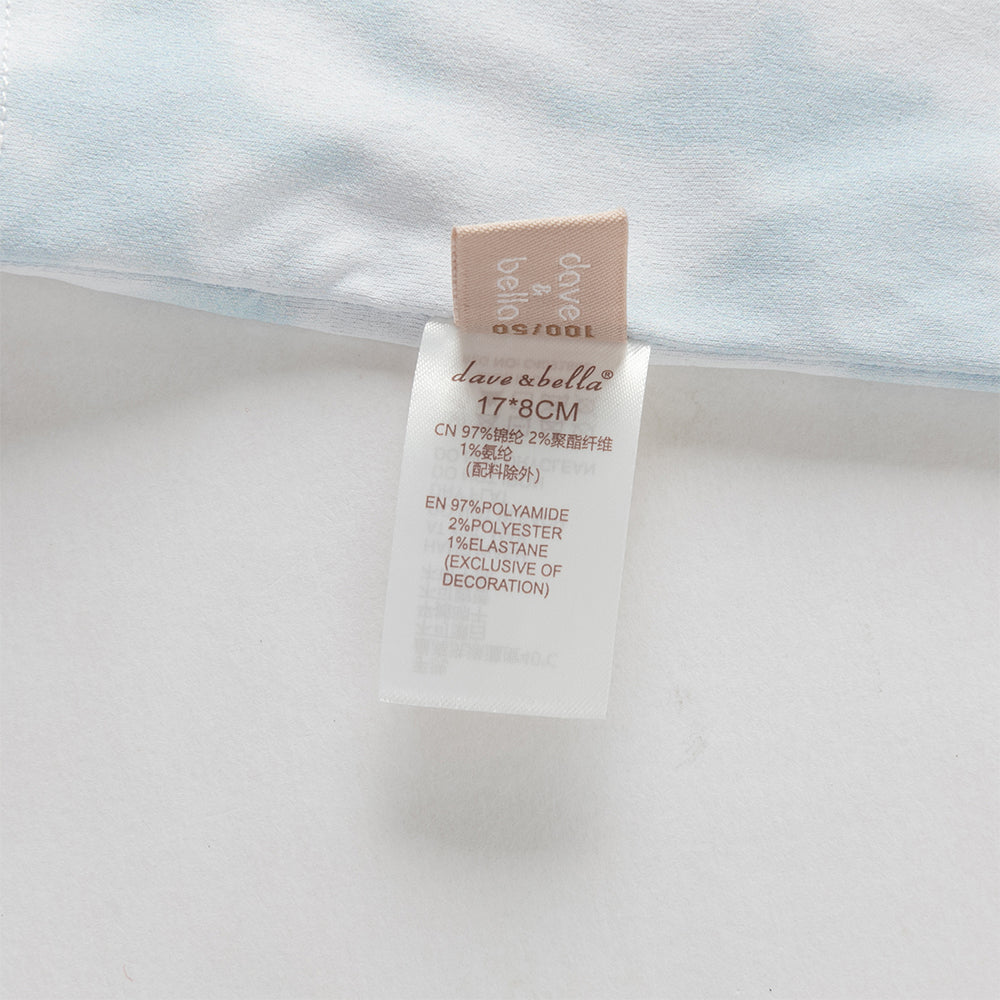 dave
&
bella
100/50
dave & bella®
17*8CM
CN 97%锦纶 2%聚酯纤维
1%氨纶
(配料除外)
EN 97%POLYAMIDE
2%POLYESTER
1%ELASTANE
(EXCLUSIVE OF
DECORATION)